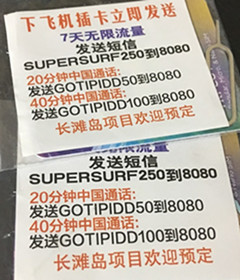 下飞机插卡立即发送
7天无限流量
发送短信
SUPERSURF250到8080
20分钟中国通话:
发送GOTIPIDD50到8080
40分钟中国通话:
发送GOTIPIDD100到8080
长滩岛项目欢迎预定
无限流量
发送短信
SUPERSURF250到8080
20分钟中国通话:
发送GOTIPIDD50到8080
40分钟中国通话:
发送GOTIPIDD100到8080
长滩岛项目欢迎预定